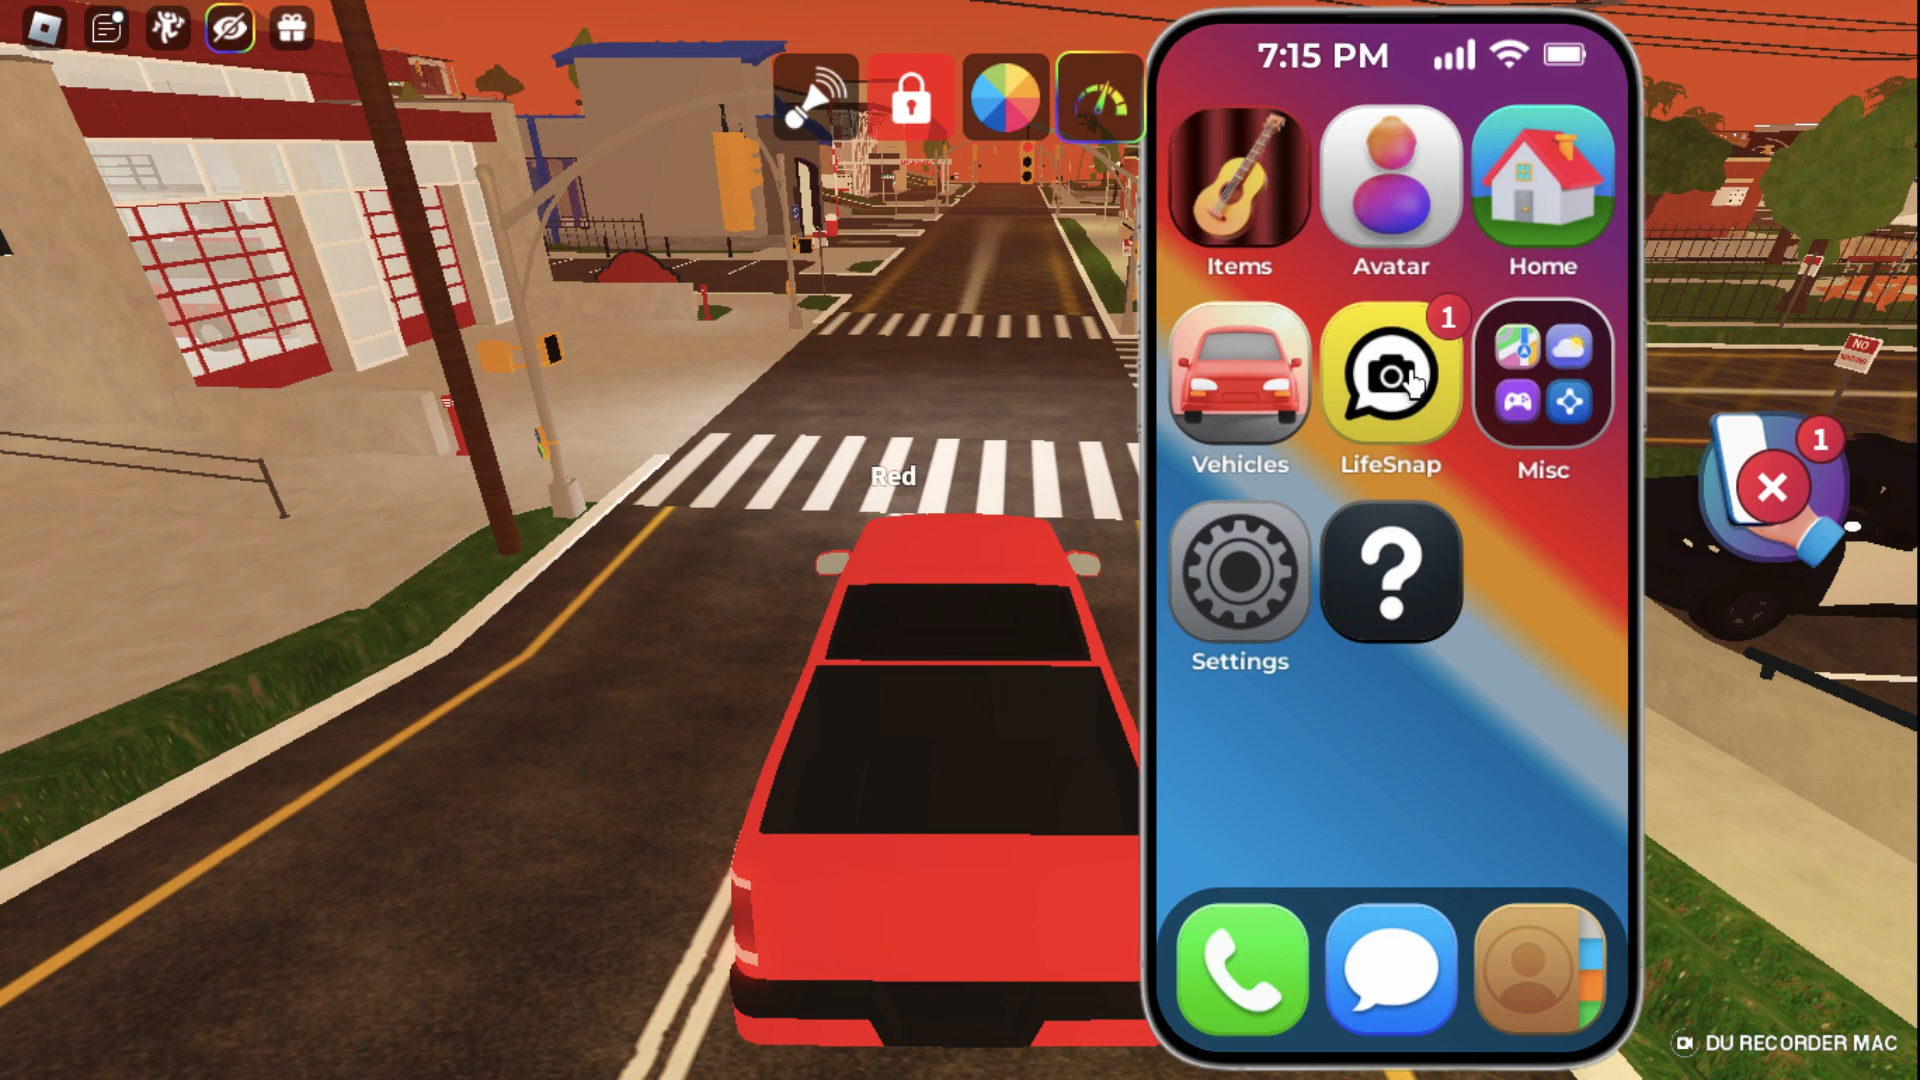 7:15 PM
Items
Avatar
Home
1
Vehicles
LifeSnap
Misc
Settings
Red
NO
1
DU RECORDER MAC